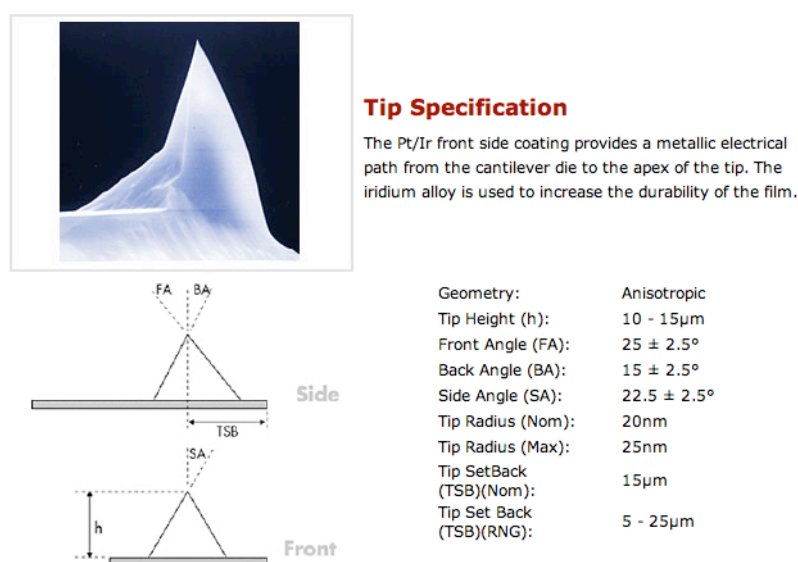 Tip Specification
The Pt/Ir front side coating provides a metallic electrical
path from the cantilever die to the apex of the tip. The
iridium alloy is used to increase the durability of the film.
FA BA
Side
TSB
SA
h
Front
Geometry: Anisotropic
Tip Height (h): 10 - 15µm
Front Angle (FA): 25 ± 2.5º
Back Angle (BA): 15 ± 2.5º
Side Angle (SA): 22.5 ± 2.5º
Tip Radius (Nom): 20nm
Tip Radius (Max): 25nm
Tip SetBack
(TSB)(Nom): 15µm
Tip Set Back
(TSB)(RNG): 5 - 25µm